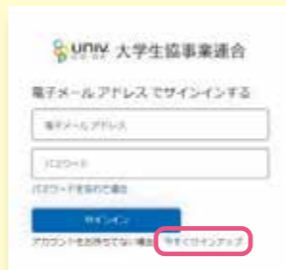 univ 大学生協事業連合
CO-OP
電子メール アドレス でサインインする
電子メール アドレス
パスワード
パスワードを忘れた場合
サインイン
アカウントをお持ちでない場合 今すぐサインアップ